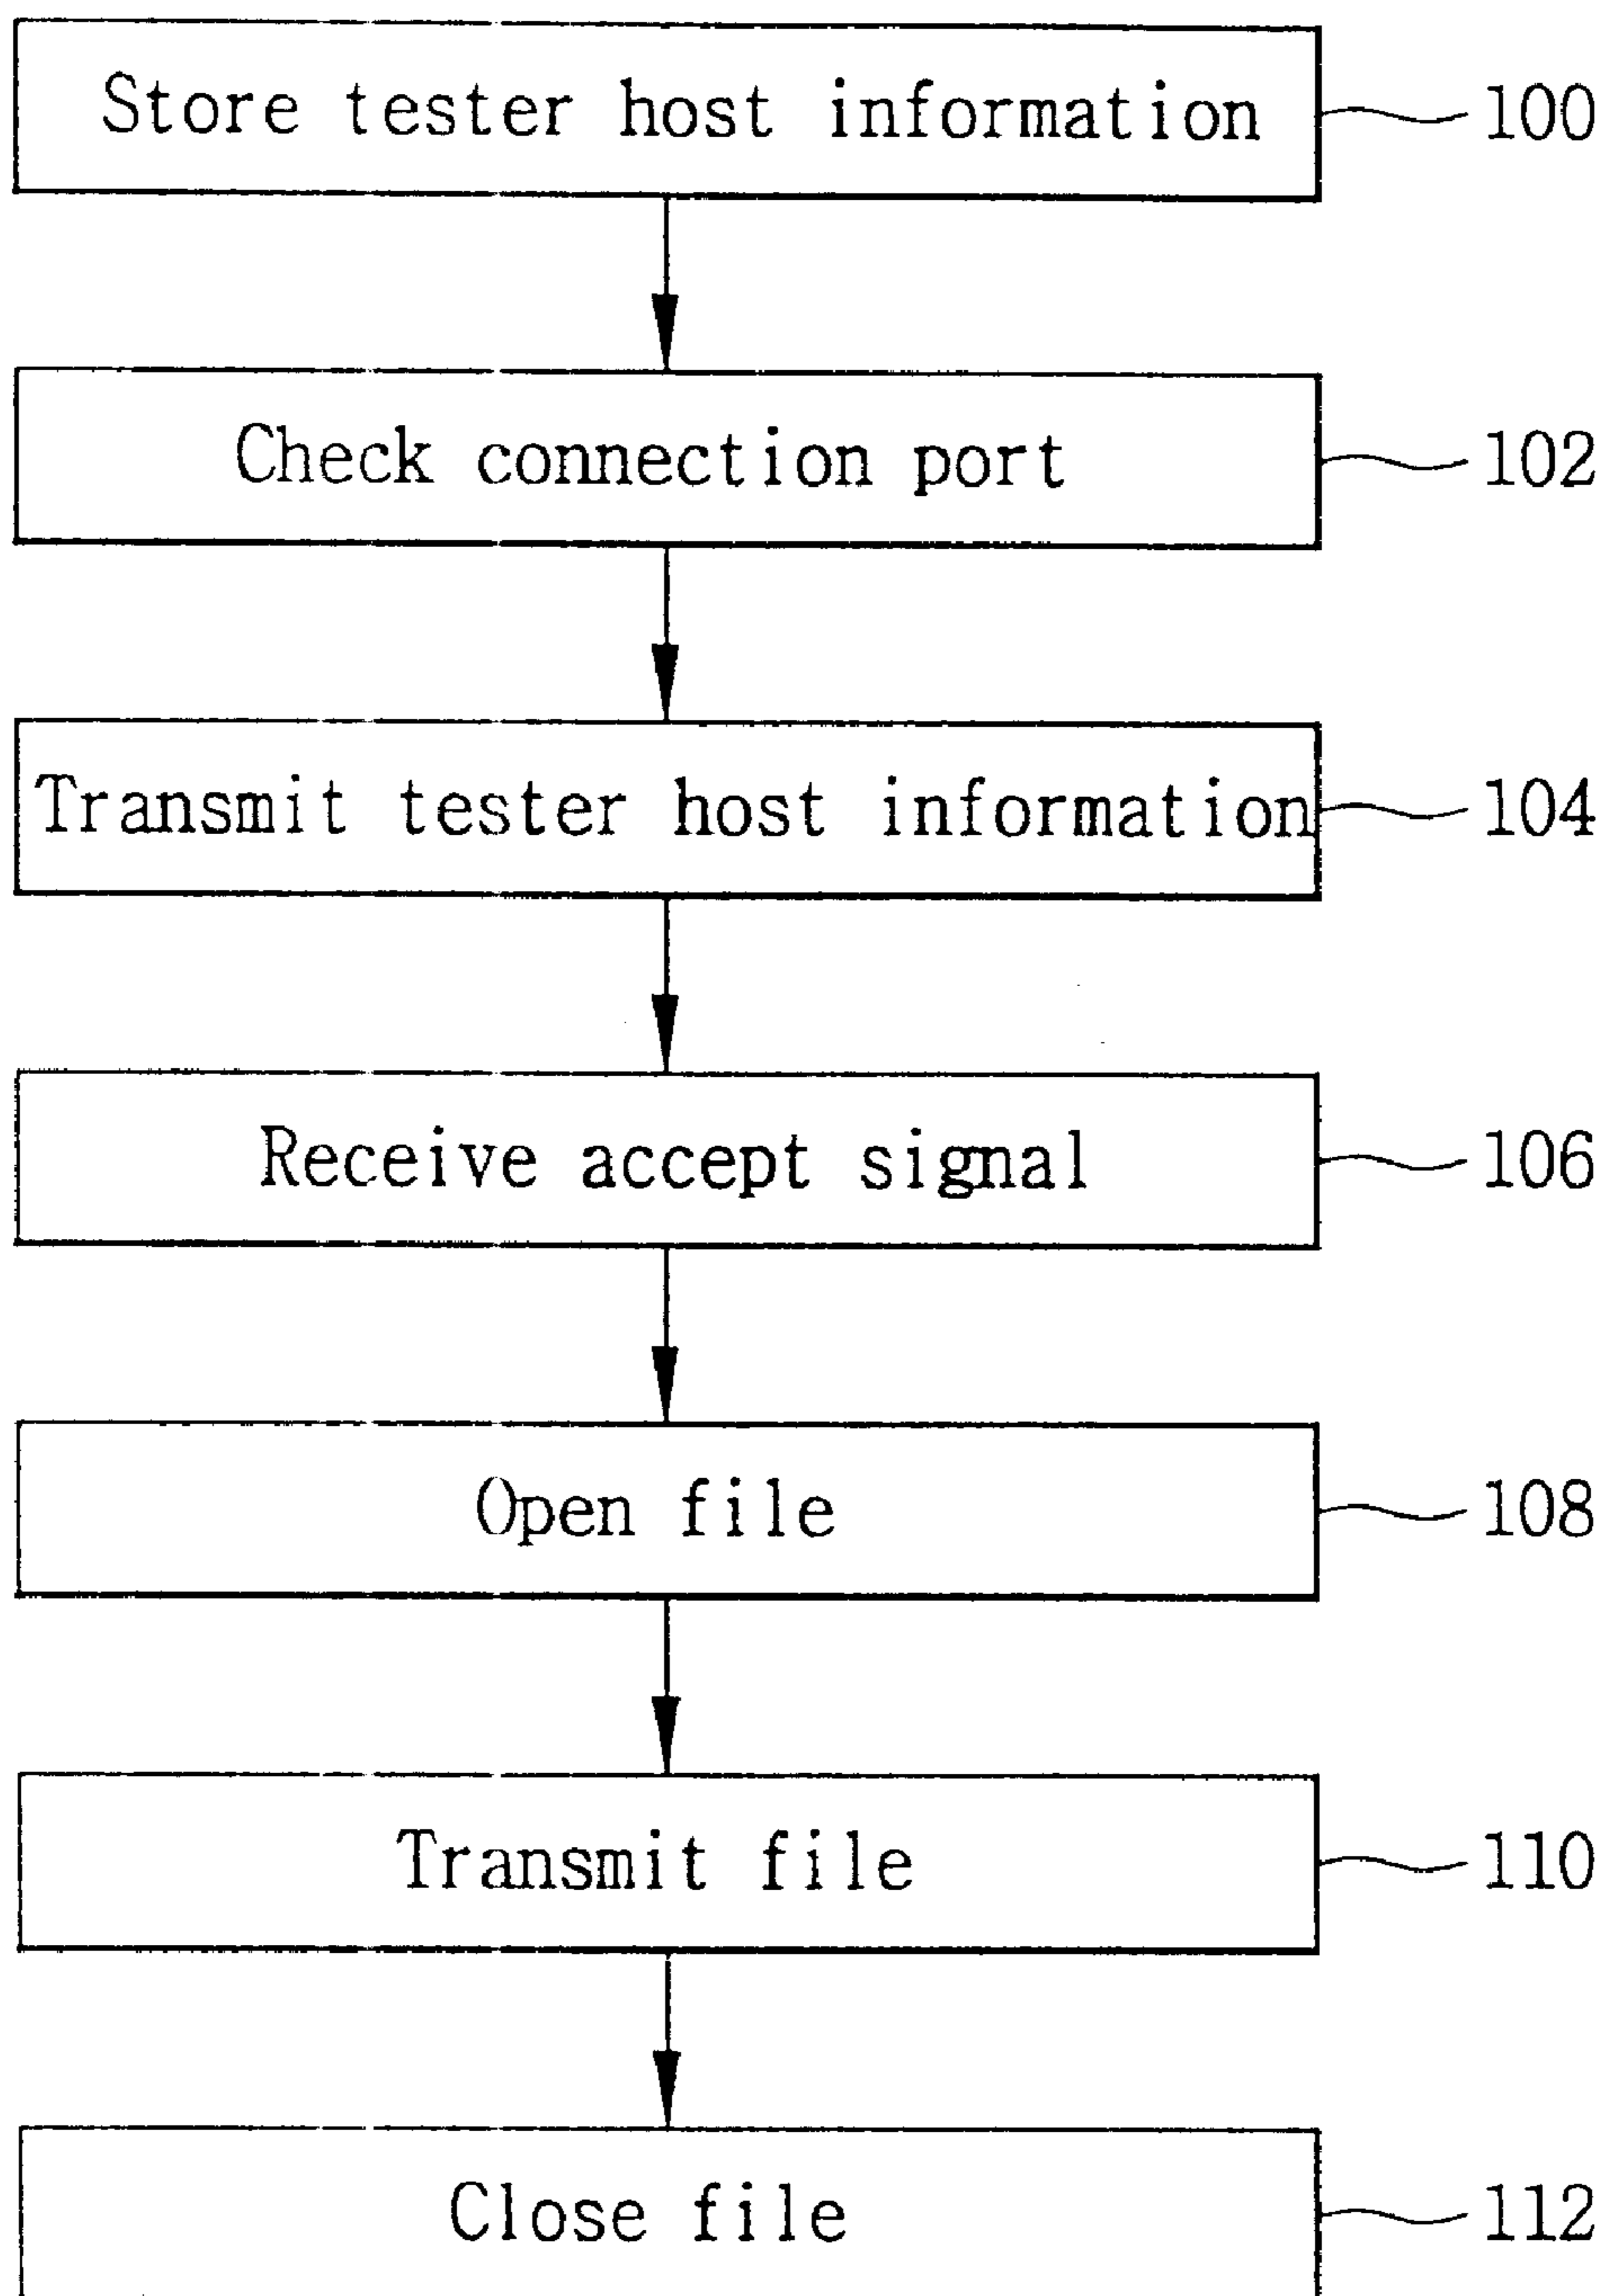 Store tester host information 100
Check connection port 102
Transmit tester host information 104
Receive accept signal 106
Open file 108
Transmit file 110
Close file 112